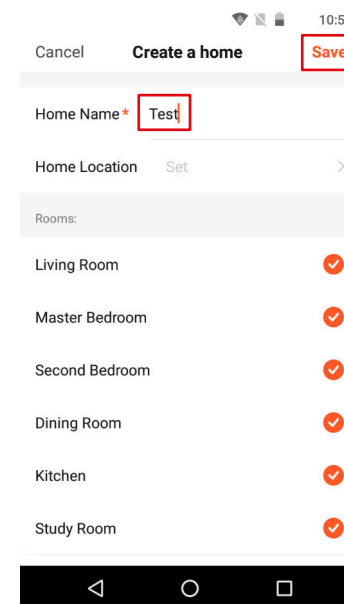 10:5
Cancel Create a home Save
Home Name* Test
Home Location Set
Rooms:
Living Room
Master Bedroom
Second Bedroom
Dining Room
Kitchen
Study Room